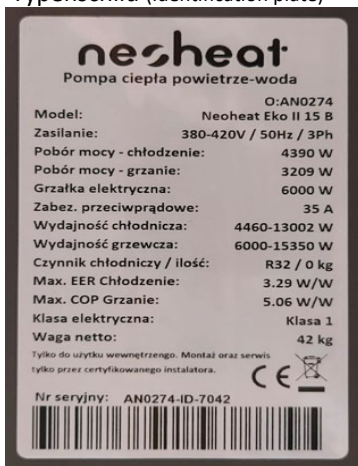 Typenschild (Identification plate)
neoheat
Pompa ciepła powietrze-woda
O:AN0274
Model: Neoheat Eko II 15 B
Zasilanie: 380-420V / 50Hz / 3Ph
Pobór mocy - chłodzenie: 4390 W
Pobór mocy - grzanie: 3209 W
Grzałka elektryczna: 6000 W
Zabez. przeciwprądowe: 35 A
Wydajność chłodnicza: 4460-13002 W
Wydajność grzewcza: 6000-15350 W
Czynnik chłodniczy / ilość: R32 / 0 kg
Max. EER Chłodzenie: 3.29 W/W
Max. COP Grzanie: 5.06 W/W
Klasa elektryczna: Klasa 1
Waga netto: 42 kg
Tylko do użytku wewnętrznego. Montaż oraz serwis
tylko przez certyfikowanego instalatora.
CE
Nr seryjny: AN0274-ID-7042